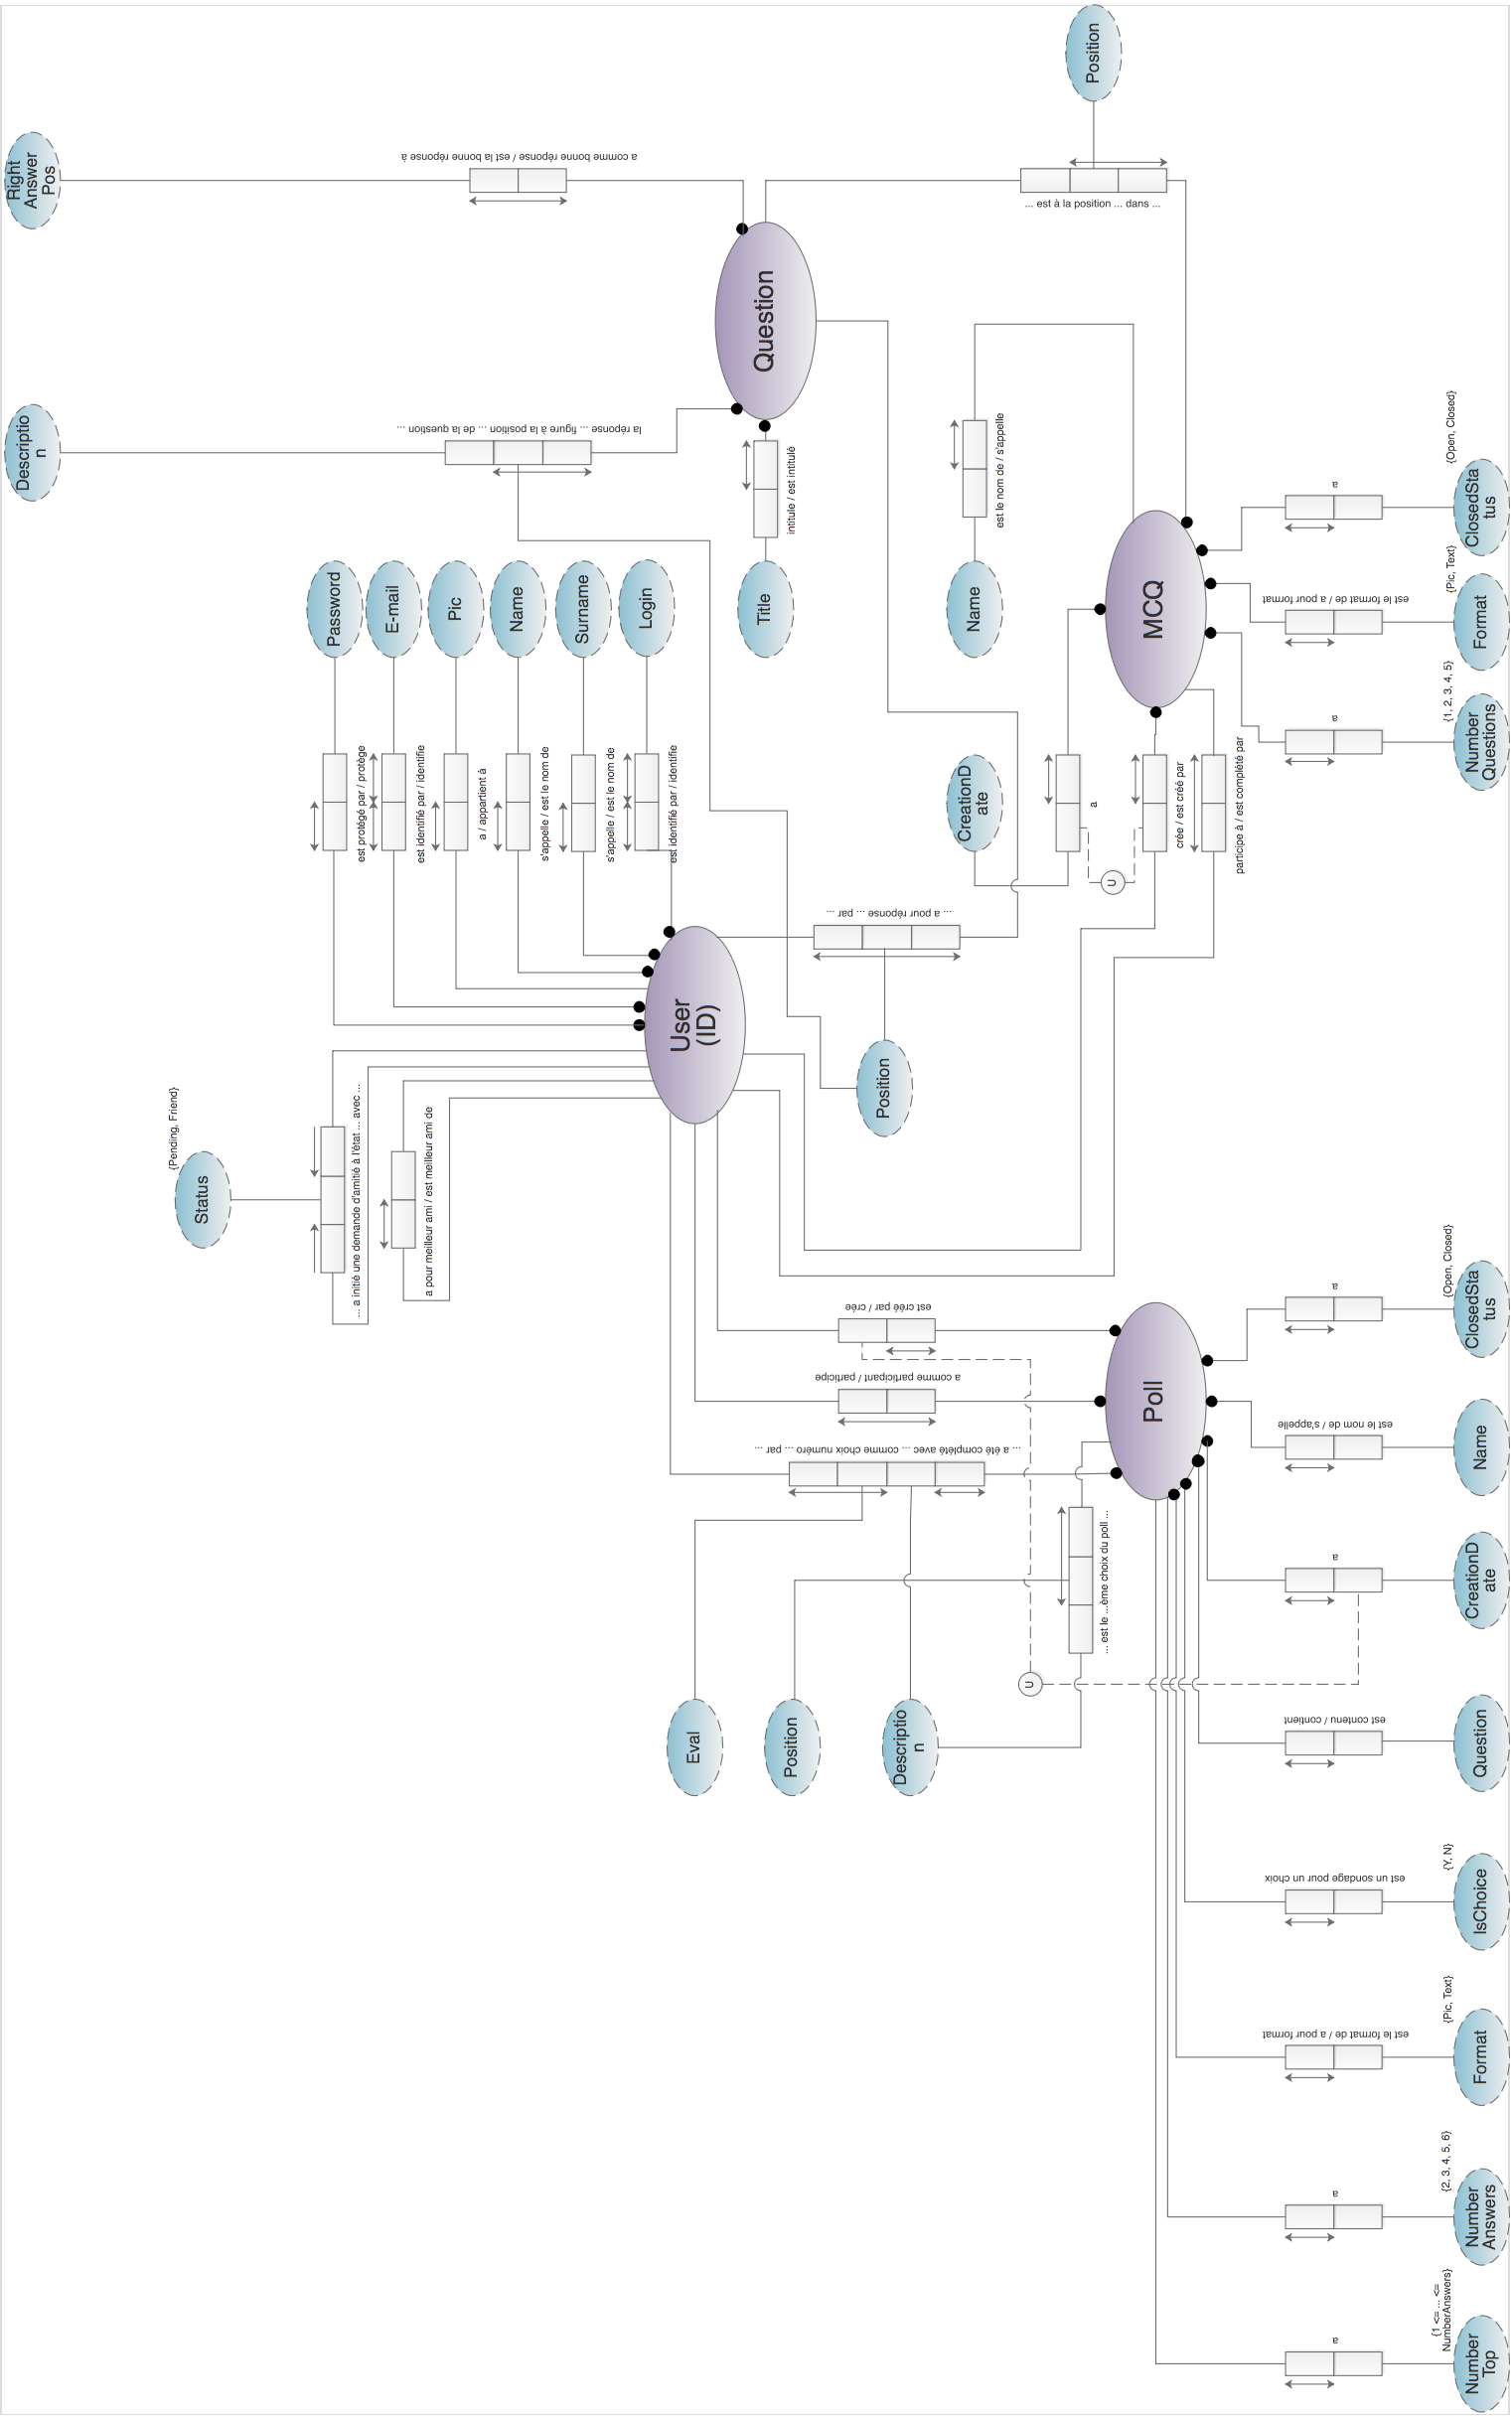 Position
Right
Answer
Pos
a comme bonne réponse / est la bonne réponse à
... est à la position ... dans ...
Question
Descriptio
n
la réponse ... figure à la position ... de la question ...
intitule / est intitulé
Title
est le nom de / s'appelle
Name
Password
E-mail
Pic
Name
Surname
Login
est protégé par / protège
est identifié par / identifie
a / appartient à
s'appelle / est le nom de
s'appelle / est le nom de
est identifié par / identifie
MCQ
{Open, Closed}
ClosedSta
tus
a
{Pic, Text}
Format
est le format de / a pour format
{1, 2, 3, 4, 5}
Number
Questions
a
CreationD
ate
a
U
crée / est créé par
participe à / est complété par
... a pour réponse ... par ...
User
(ID)
Position
{Pending, Friend}
Status
... a initié une demande d'amitié à l'état ... avec ...
a pour meilleur ami / est meilleur ami de
est créé par / crée
a comme participant / participe
... a été complété avec ... comme choix numéro ... par ...
Poll
... est le ...ème choix du poll ...
U
Eval
Position
Descriptio
n
{Open, Closed}
ClosedSta
tus
a
est le nom de / s'appelle
Name
a
CreationD
ate
est contenu / contient
Question
est un sondage pour un choix
{Y, N}
IsChoice
est le format de / a pour format
{Pic, Text}
Format
a
{2, 3, 4, 5, 6}
Number
Answers
a
{1 <= ... <=
NumberAnswers}
Number
Top